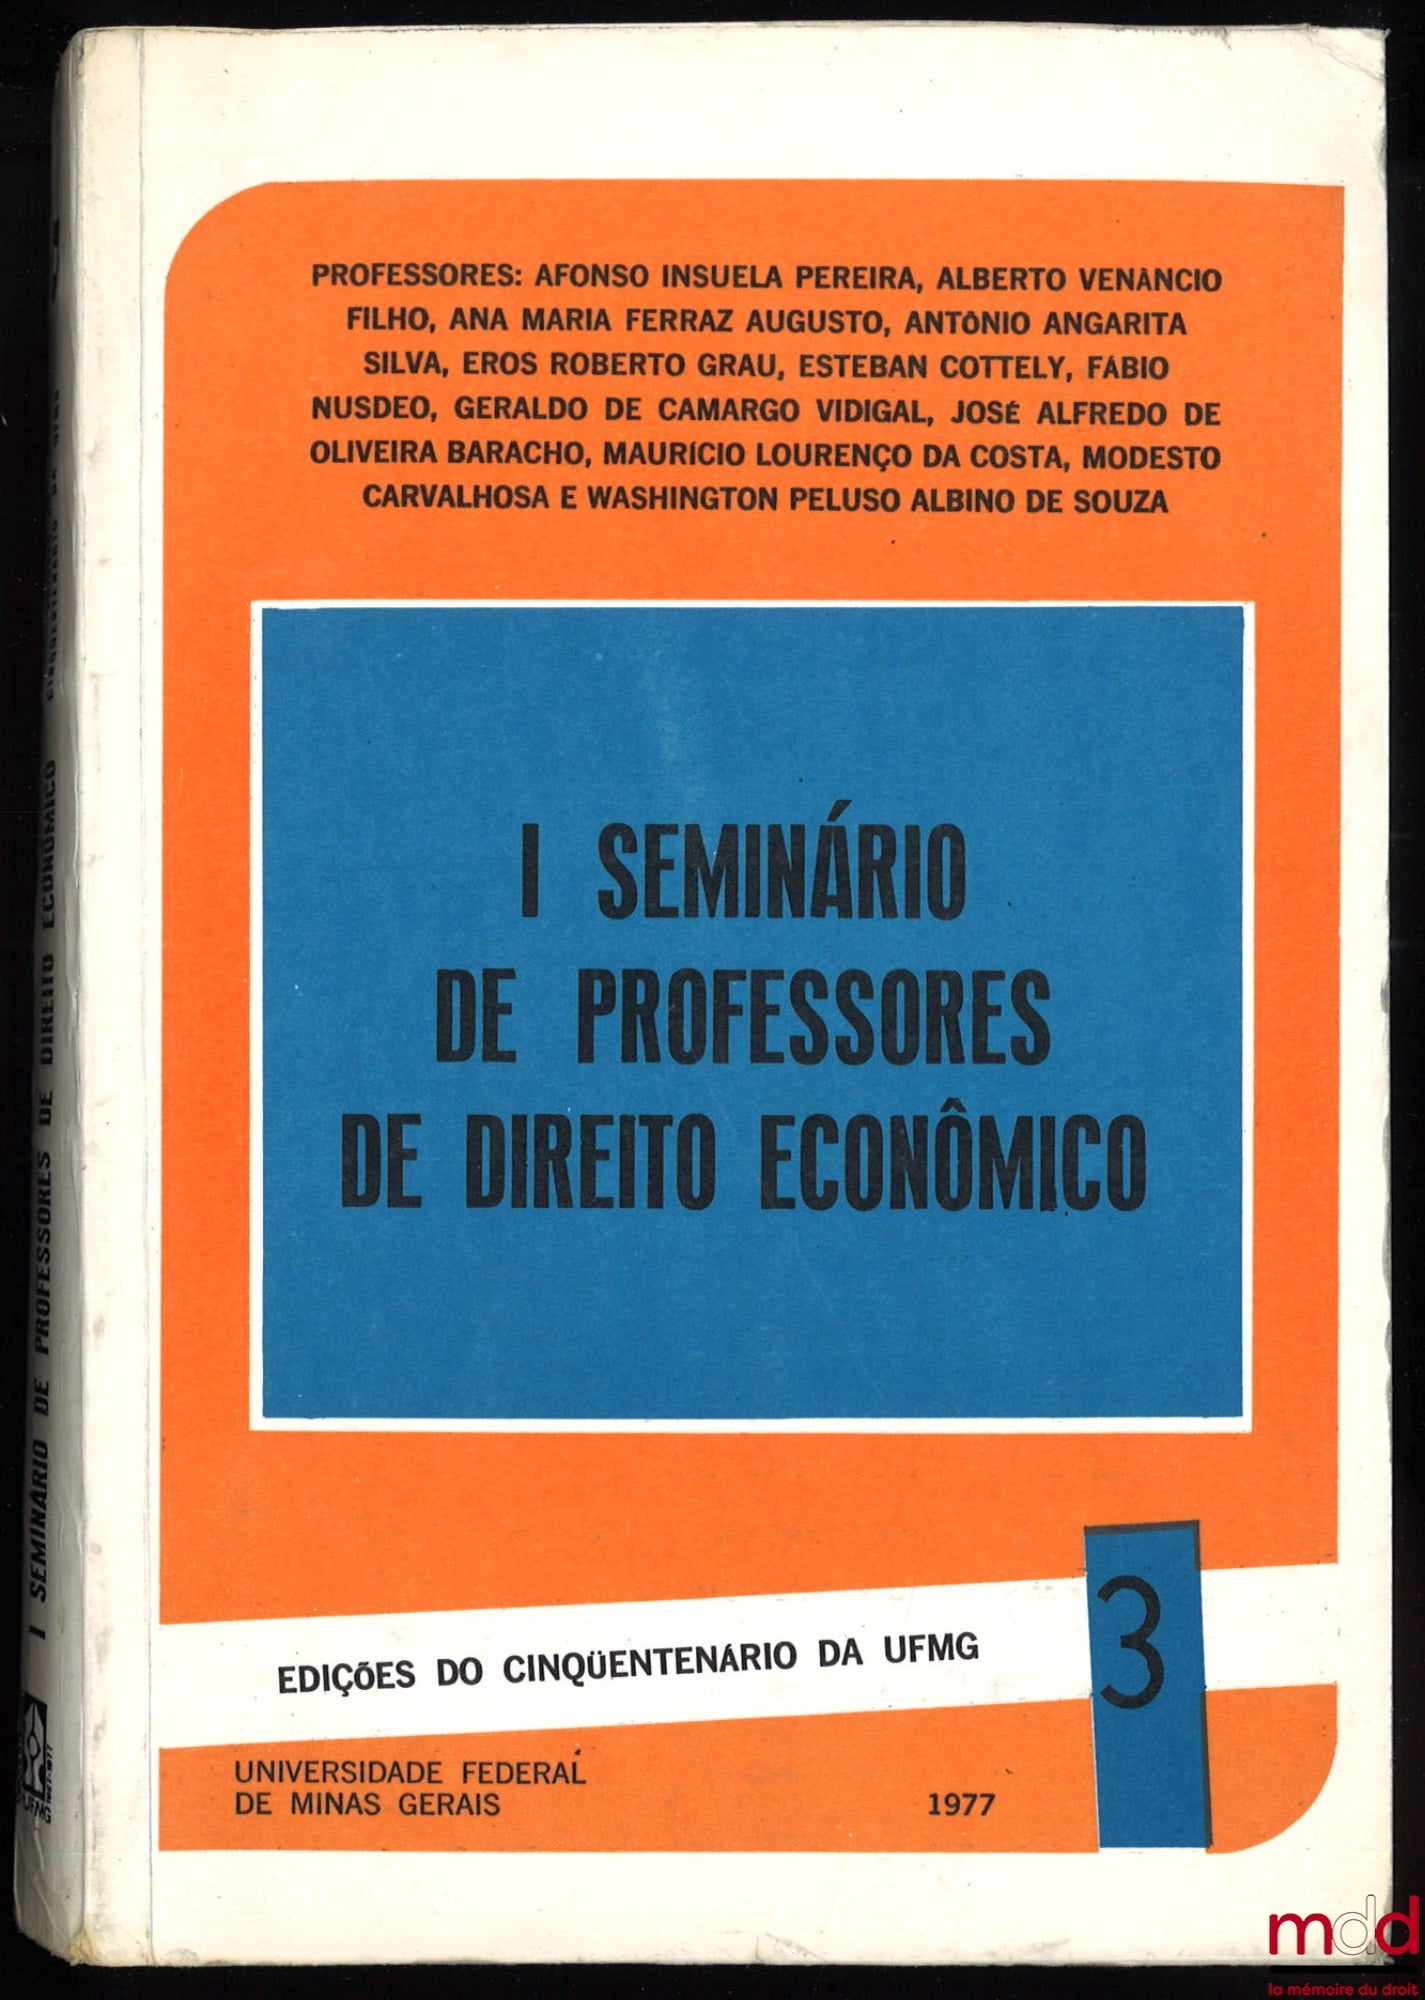 PROFESSORES: AFONSO INSUELA PEREIRA, ALBERTO VENÂNCIO
FILHO, ANA MARIA FERRAZ AUGUSTO, ANTÔNIO ANGARITA
SILVA, EROS ROBERTO GRAU, ESTEBAN COTTELY, FÁBIO
NUSDEO, GERALDO DE CAMARGO VIDIGAL, JOSÉ ALFREDO DE
OLIVEIRA BARACHO, MAURÍCIO LOURENÇO DA COSTA, MODESTO
CARVALHOSA E WASHINGTON PELUSO ALBINO DE SOUZA
I SEMINÁRIO
DE PROFESSORES
DE DIREITO ECONÔMICO
EDIÇÕES DO CINQÜENTENÁRIO DA UFMG
3
UNIVERSIDADE FEDERAL
DE MINAS GERAIS
1977
I SEMINÁRIO DE PROFESSORES DE DIREITO ECONÔMICO
mdd
la mémoire du droit